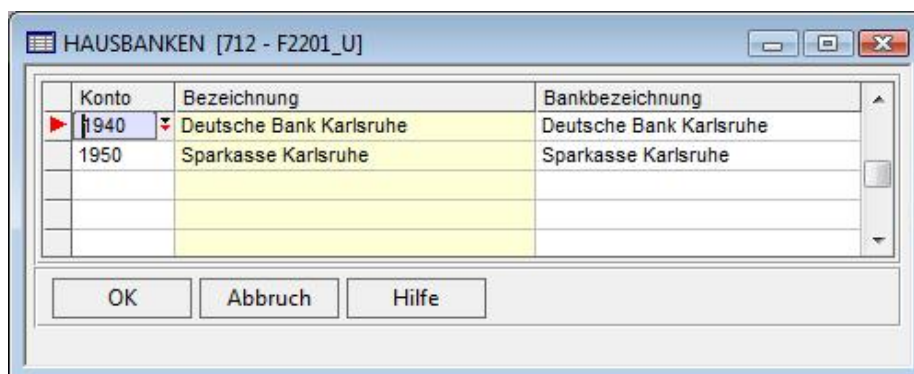 HAUSBANKEN [712 - F2201_U]
Konto Bezeichnung Bankbezeichnung
1940 Deutsche Bank Karlsruhe Deutsche Bank Karlsruhe
1950 Sparkasse Karlsruhe Sparkasse Karlsruhe
OK Abbruch Hilfe